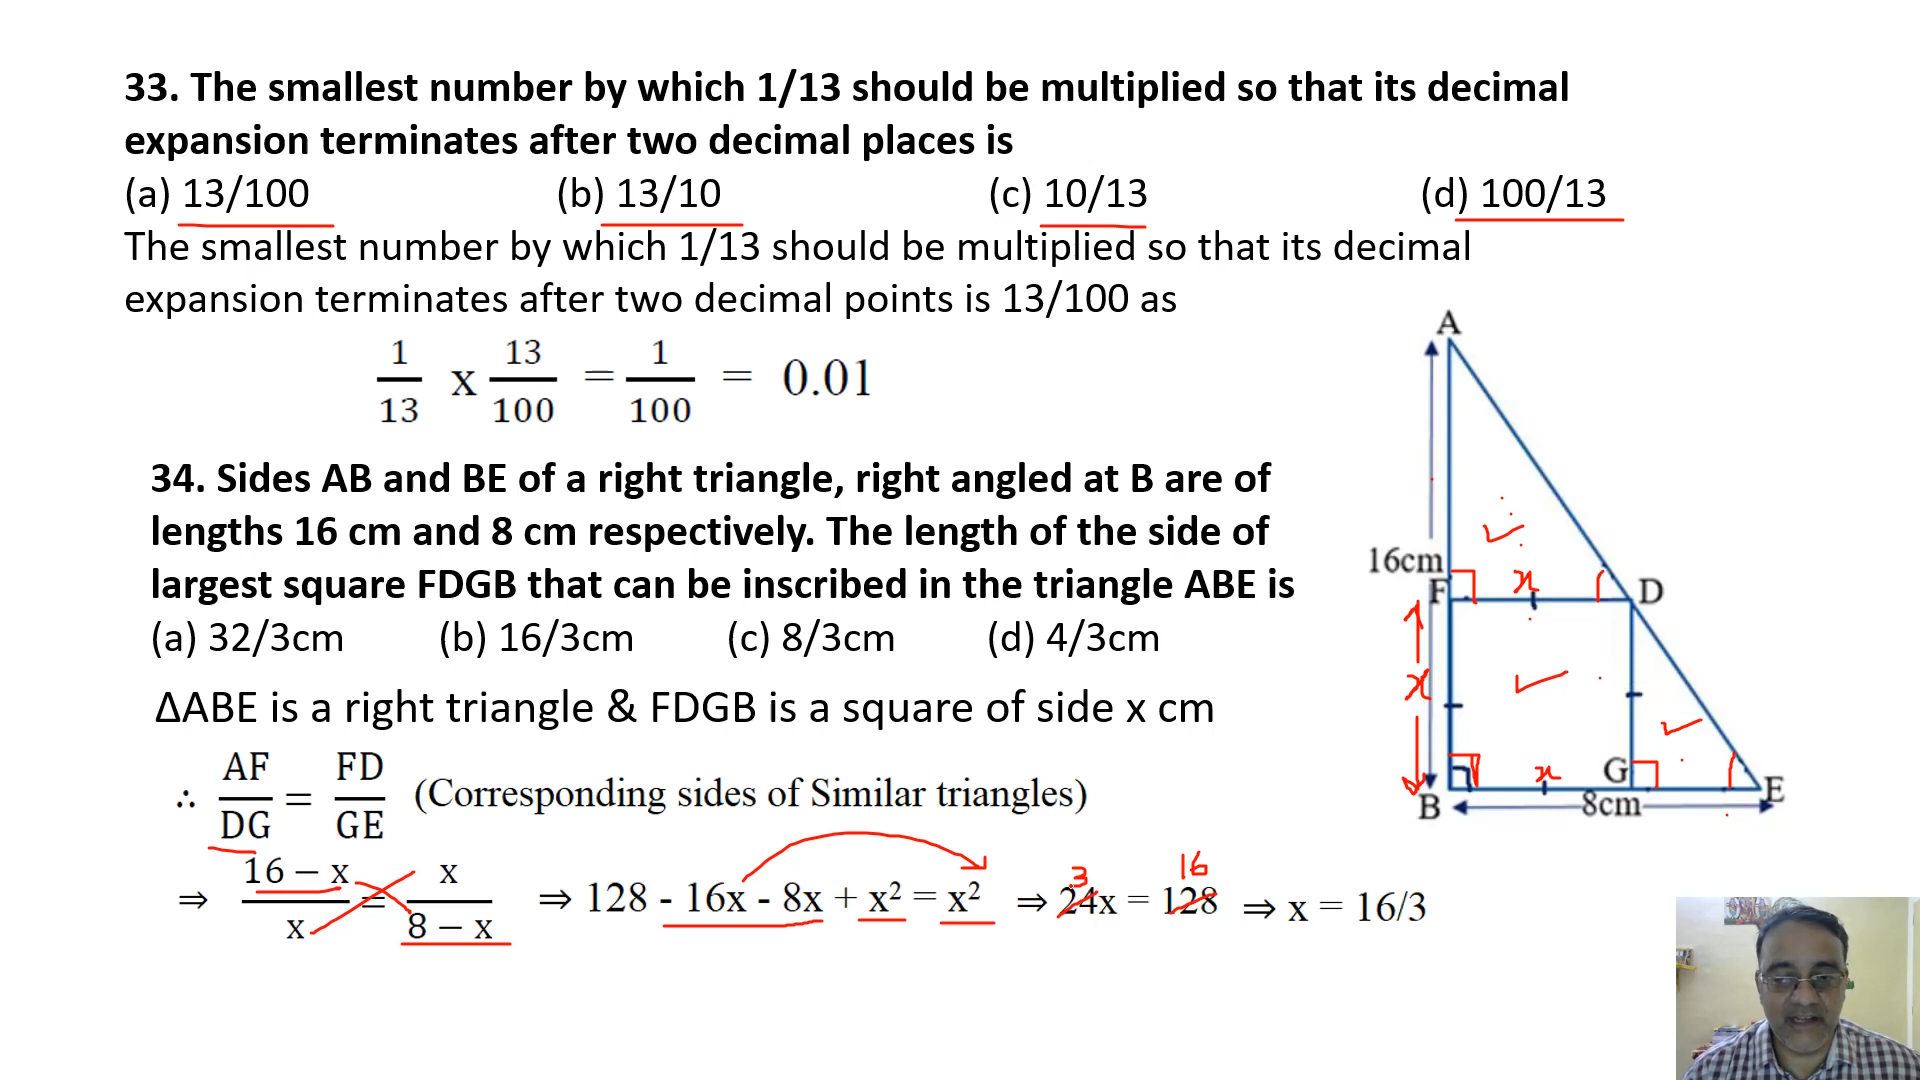 33. The smallest number by which 1/13 should be multiplied so that its decimal
expansion terminates after two decimal places is
(a) 13/100 (b) 13/10 (c) 10/13 (d) 100/13
The smallest number by which 1/13 should be multiplied so that its decimal
expansion terminates after two decimal points is 13/100 as
1/13 x 13/100 = 1/100 = 0.01
34. Sides AB and BE of a right triangle, right angled at B are of
lengths 16 cm and 8 cm respectively. The length of the side of
largest square FDGB that can be inscribed in the triangle ABE is
(a) 32/3cm (b) 16/3cm (c) 8/3cm (d) 4/3cm
ΔABE is a right triangle & FDGB is a square of side x cm
∴ AF/DG = FD/GE (Corresponding sides of Similar triangles)
3 16
⇒ 16 – x/x = x/8 – x ⇒ 128 - 16x - 8x + x² = x² ⇒ 24x = 128 ⇒ x = 16/3
A
16cm
F x D
x
x G E
B 8cm